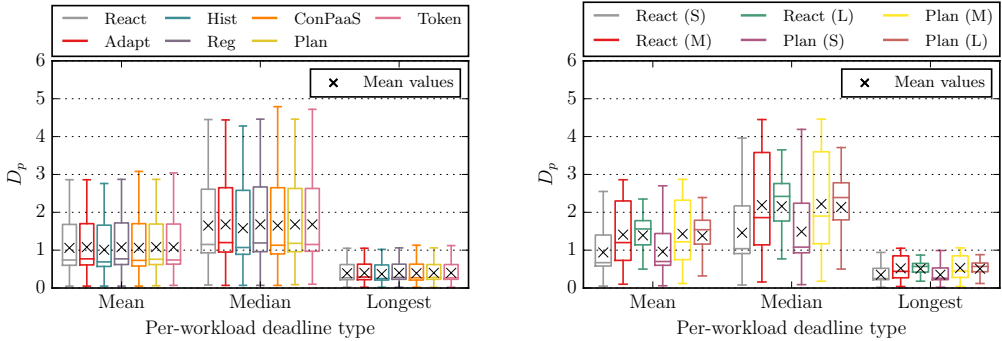 React Hist ConPaaS Token
Adapt Reg Plan
Mean values
D_p
6
5
4
3
2
1
0
Mean Median Longest
Per-workload deadline type
React (S) React (L) Plan (M)
React (M) Plan (S) Plan (L)
Mean values
D_p
6
5
4
3
2
1
0
Mean Median Longest
Per-workload deadline type